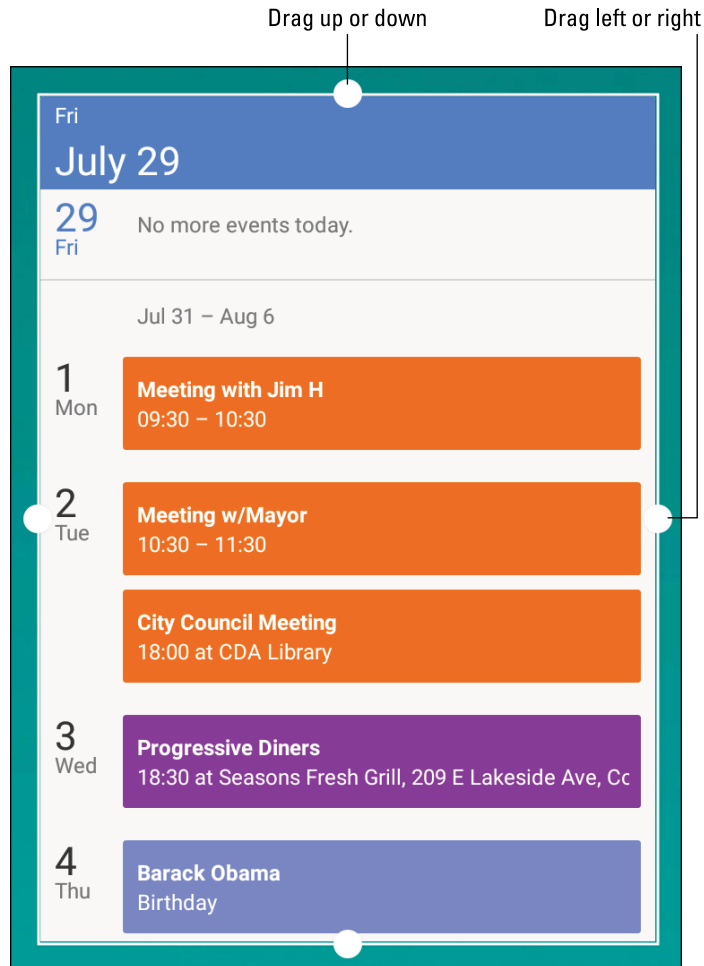 Drag up or down
Drag left or right
Fri
July 29
29
Fri
No more events today.
Jul 31 – Aug 6
1
Mon
Meeting with Jim H
09:30 – 10:30
2
Tue
Meeting w/Mayor
10:30 – 11:30
City Council Meeting
18:00 at CDA Library
3
Wed
Progressive Diners
18:30 at Seasons Fresh Grill, 209 E Lakeside Ave,
4
Thu
Barack Obama
Birthday